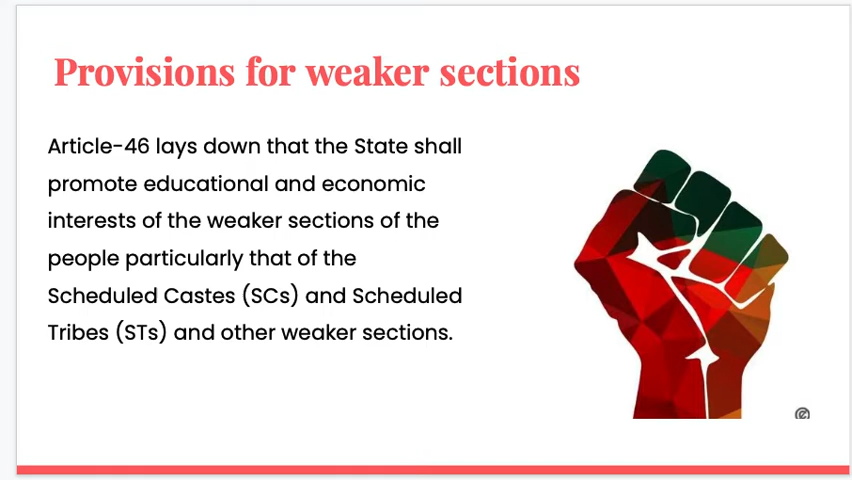 Provisions for weaker sections
Article-46 lays down that the State shall
promote educational and economic
interests of the weaker sections of the
people particularly that of the
Scheduled Castes (SCs) and Scheduled
Tribes (STs) and other weaker sections.